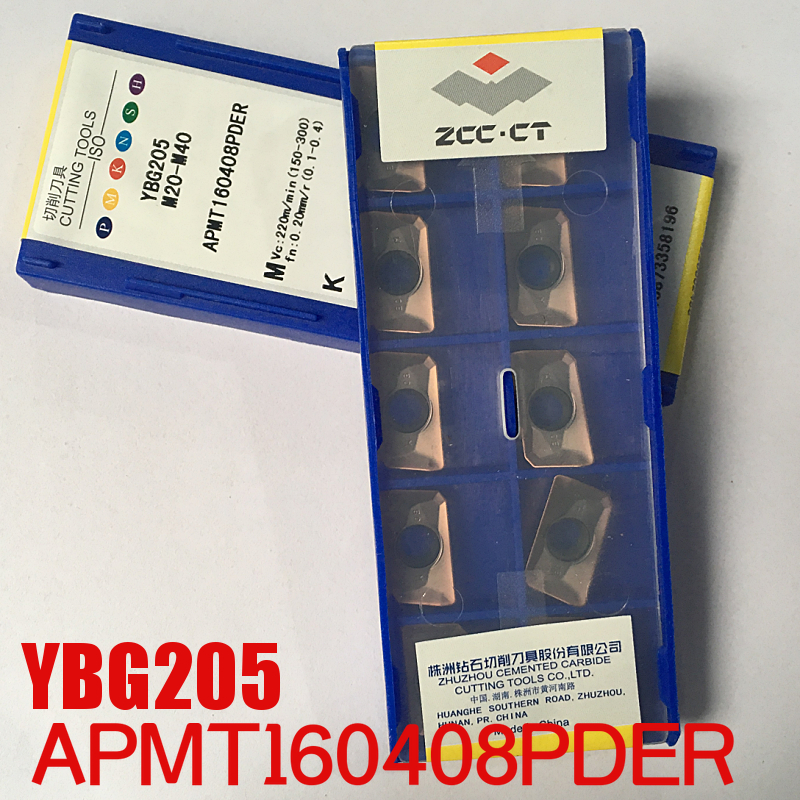 切削刀具
CUTTING TOOLS
ISO
P M K N S H
YBG205
M20-M40
APMT160408PDER
M Vc:220m/min(150-300)
fn:0.20mm/r(0.1-0.4)
K
ZCC·CT
株洲钻石切削刀具股份有限公司
ZHUZHOU CEMENTED CARBIDE
CUTTING TOOLS CO.,LTD.
中国.湖南.株洲市黄河南路
HUANGHE SOUTHERN ROAD, ZHUZHOU,
HUNAN, PR. CHINA
Made in China
YBG205
APMT160408PDER